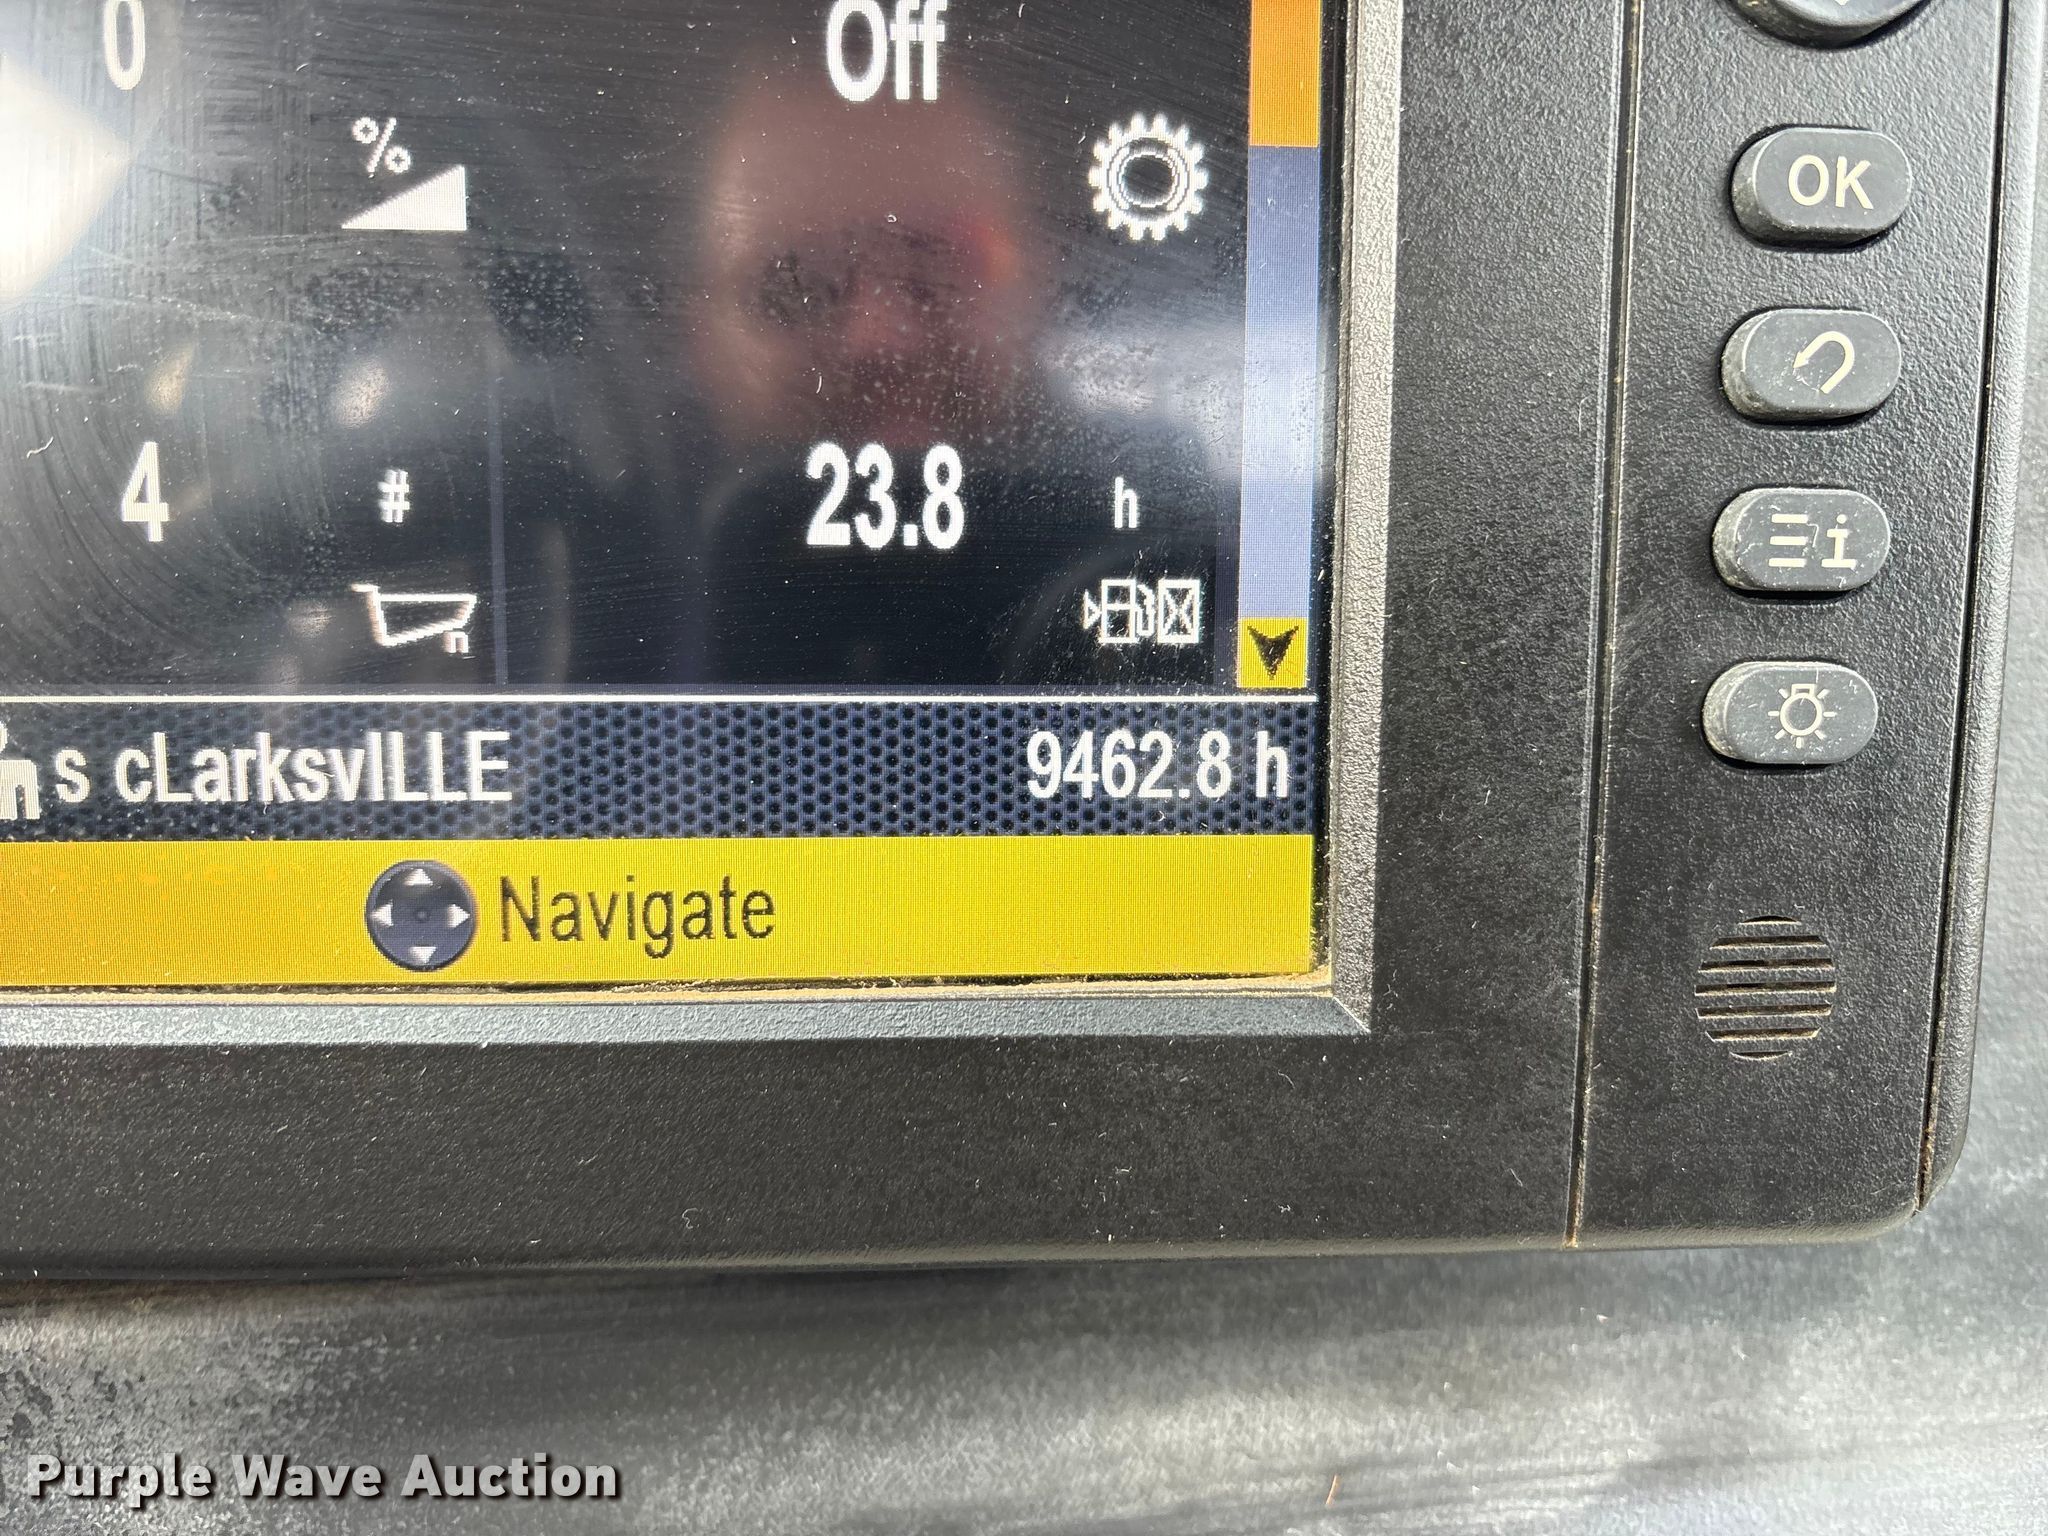 0
Off
%
OK
4
#
23.8
h
i
n
s cLarksvILLE
9462.8 h
Navigate
Purple Wave Auction